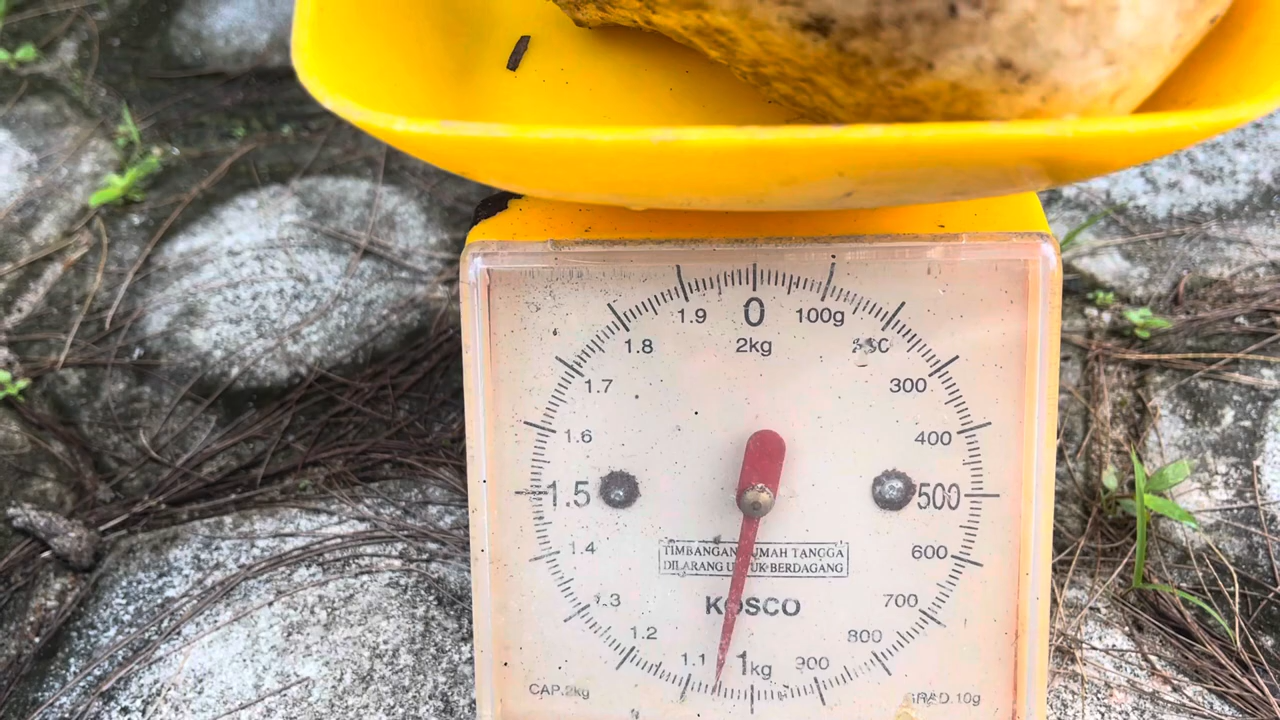 0
1.9
100g
1.8
2kg
1.7
300
1.6
400
1.5
500
1.4
600
TIMBANGAN UMAH TANGGA
DILARANG U UK BERDAGANG
1.3
KOSCO
700
1.2
800
1.1
1kg
900
CAP.2kg
GRAD.10g